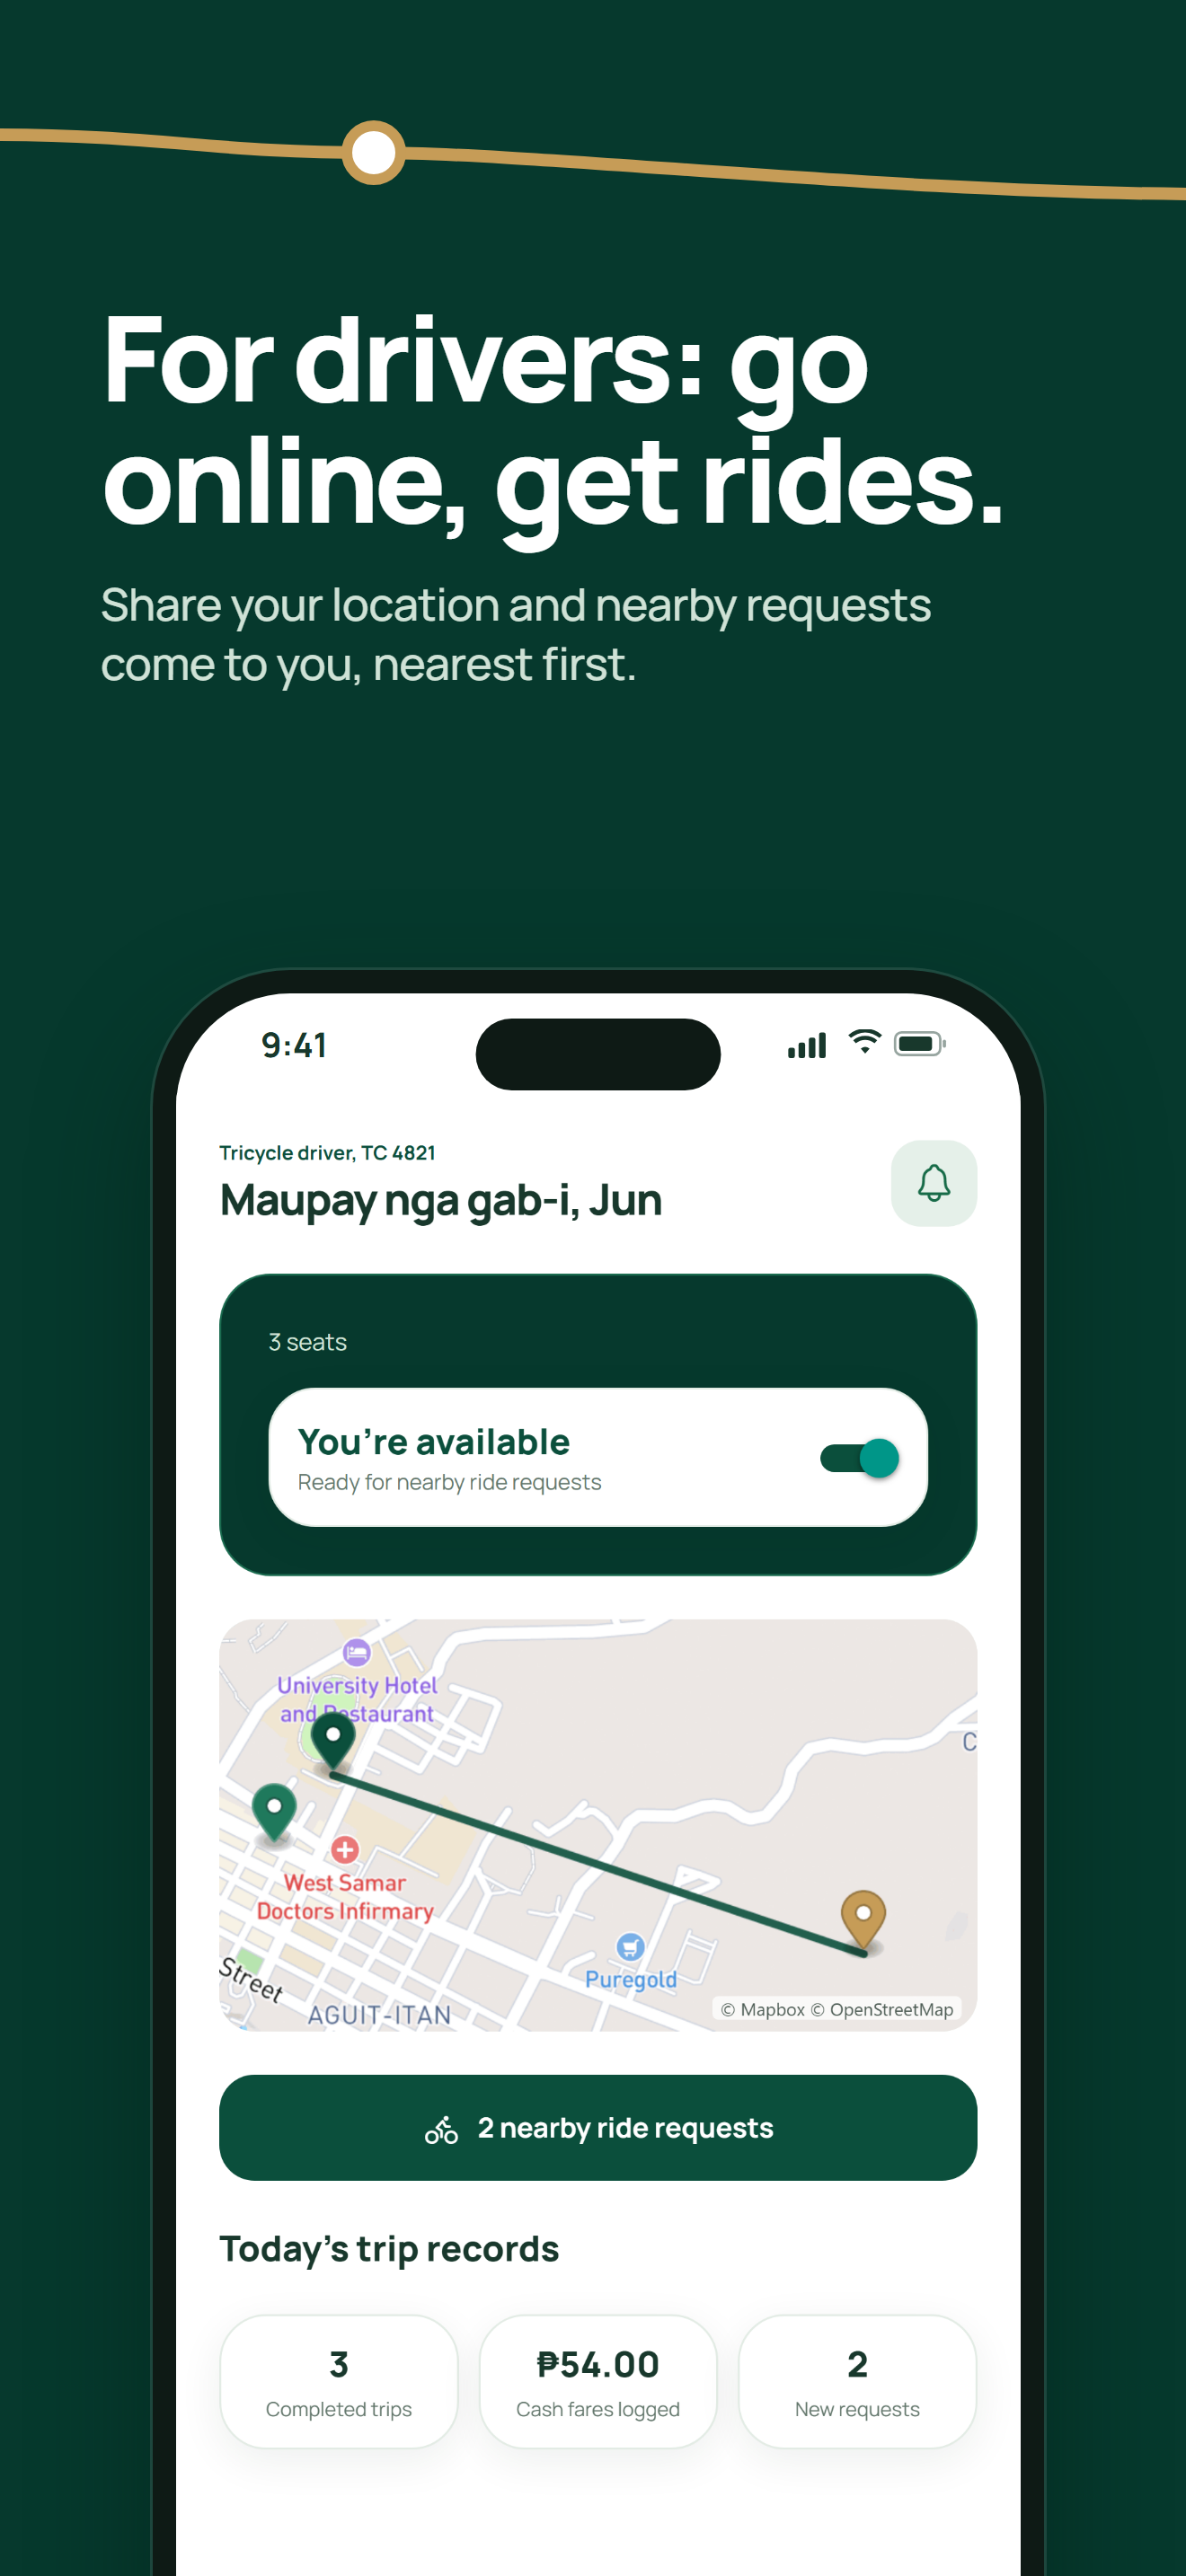 For drivers: go
online, get rides.
Share your location and nearby requests
come to you, nearest first.
9:41
Tricycle driver, TC 4821
Maupay nga gab-i, Jun
3 seats
You're available
Ready for nearby ride requests
University Hotel
and Restaurant
West Samar
Doctors Infirmary
Puregold
Street
AGUIT-ITAN
C
© Mapbox © OpenStreetMap
2 nearby ride requests
Today's trip records
3
Completed trips
₱54.00
Cash fares logged
2
New requests